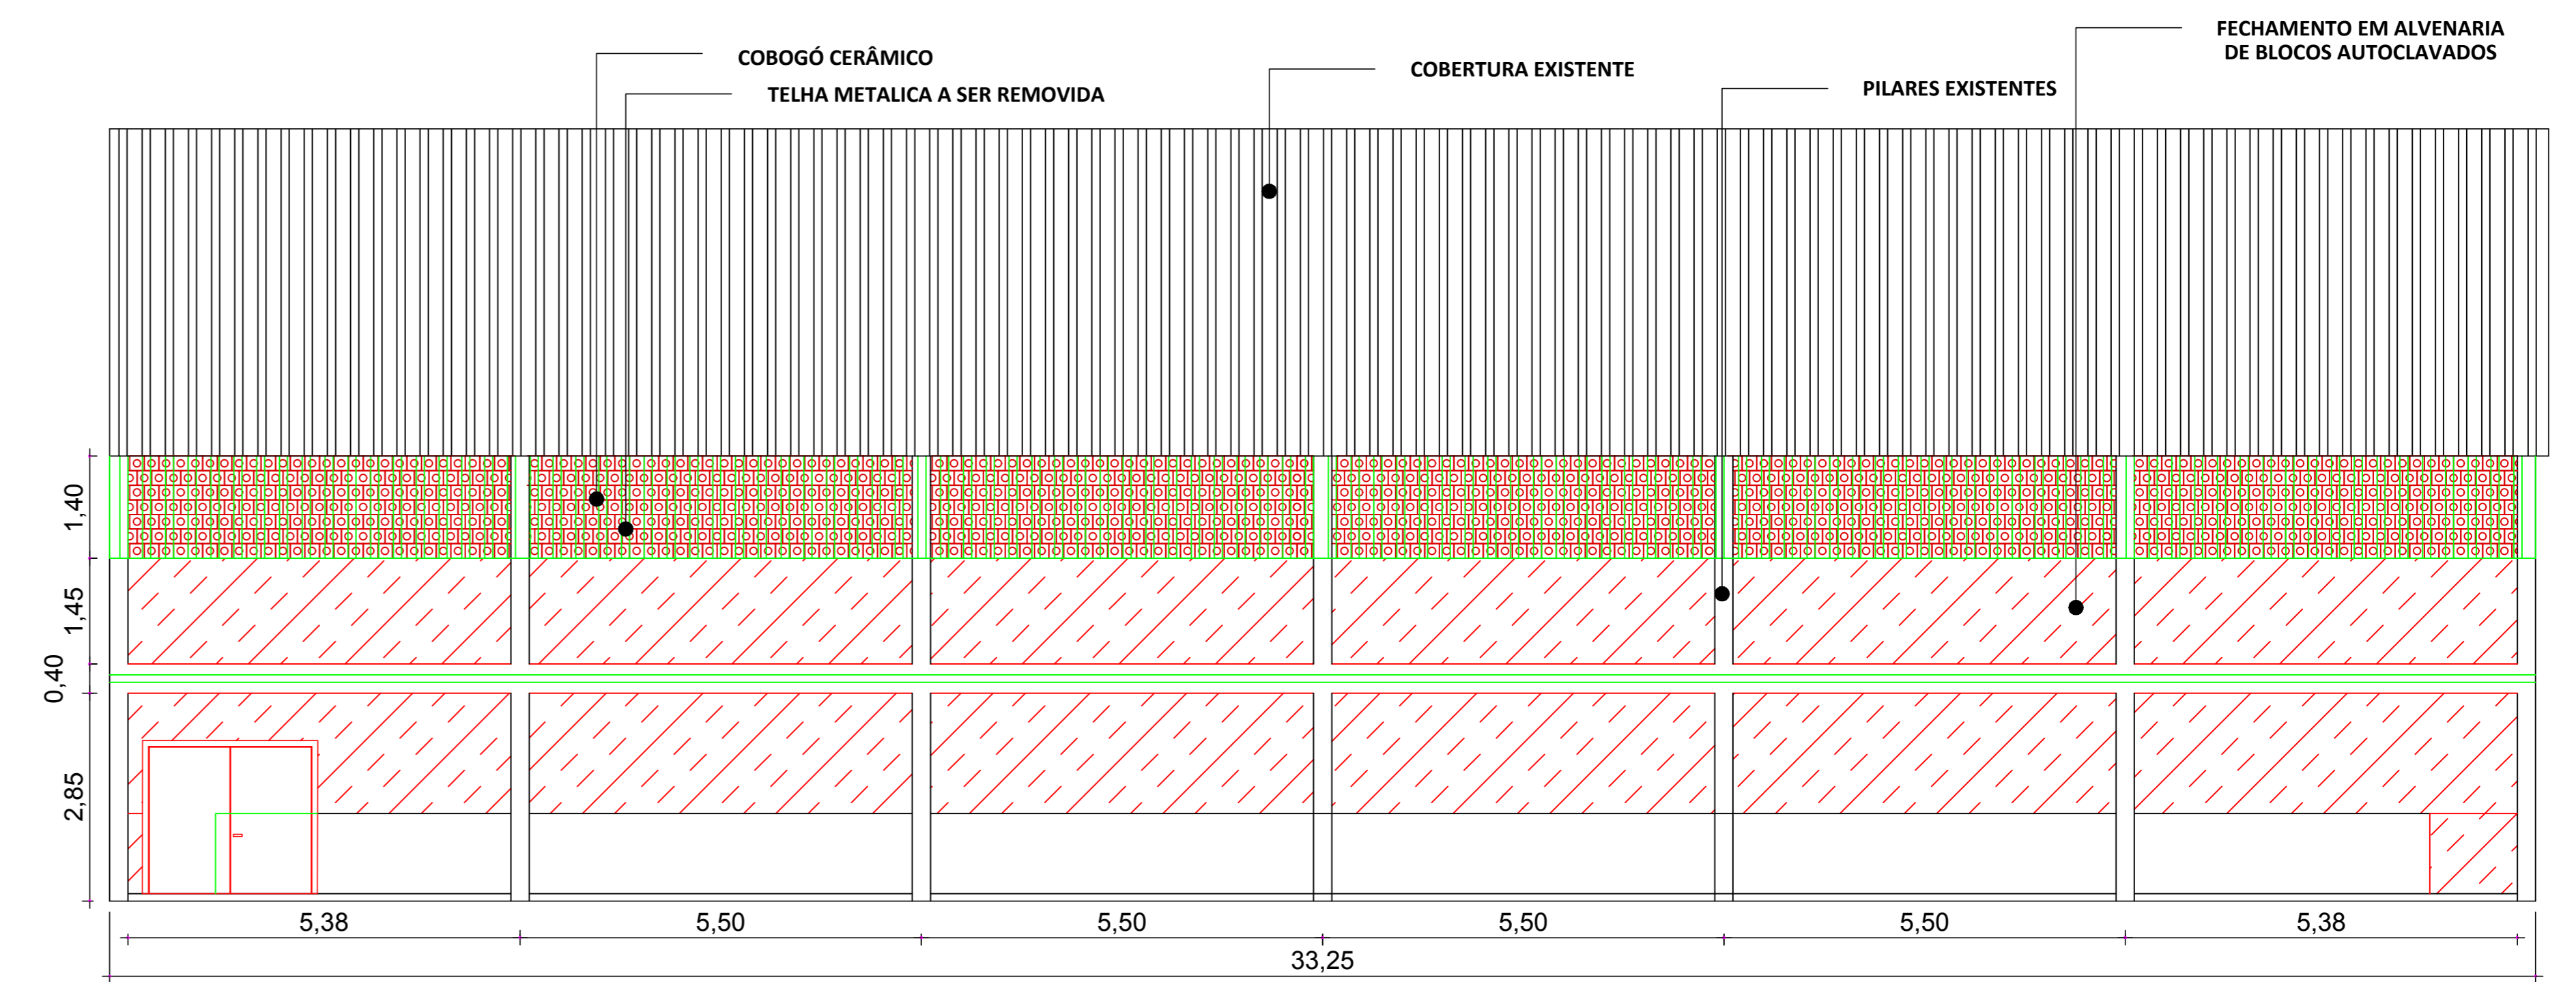 FECHAMENTO EM ALVENARIA
DE BLOCOS AUTOCLAVADOS
COBOGÓ CERÂMICO
COBERTURA EXISTENTE
TELHA METALICA A SER REMOVIDA
PILARES EXISTENTES
1,40
1,45
0,40
2,85
5,38
5,50
5,50
5,50
5,50
5,38
33,25